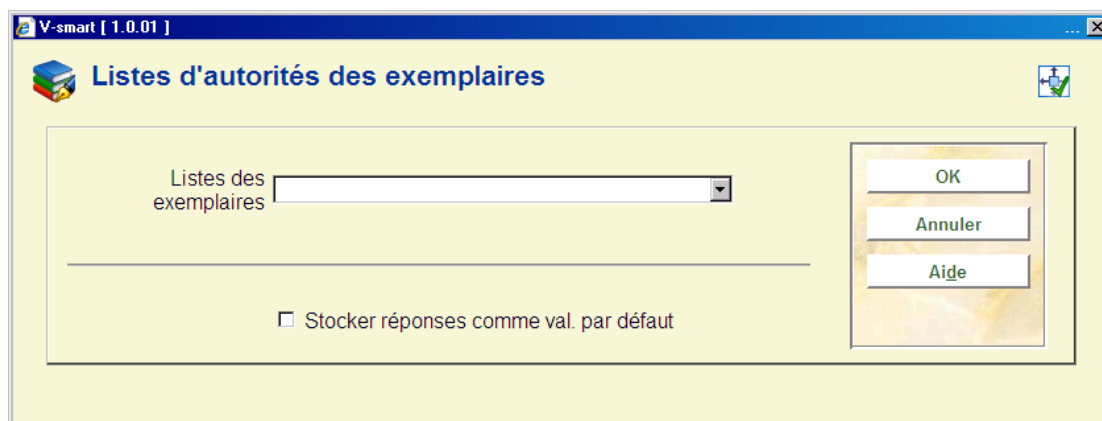 V-smart [ 1.0.01 ]
...
Listes d'autorités des exemplaires
Listes des
exemplaires
OK
Annuler
Aide
Stocker réponses comme val. par défaut